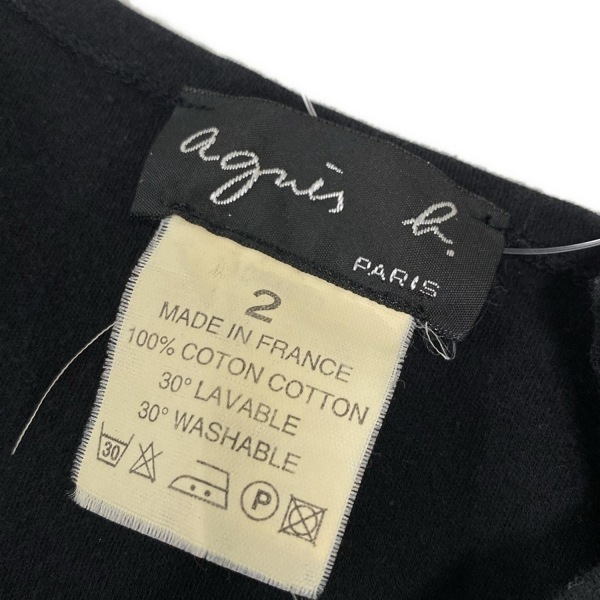 agnès b.
PARIS
2
MADE IN FRANCE
100% COTON COTTON
30° LAVABLE
30° WASHABLE
30 P